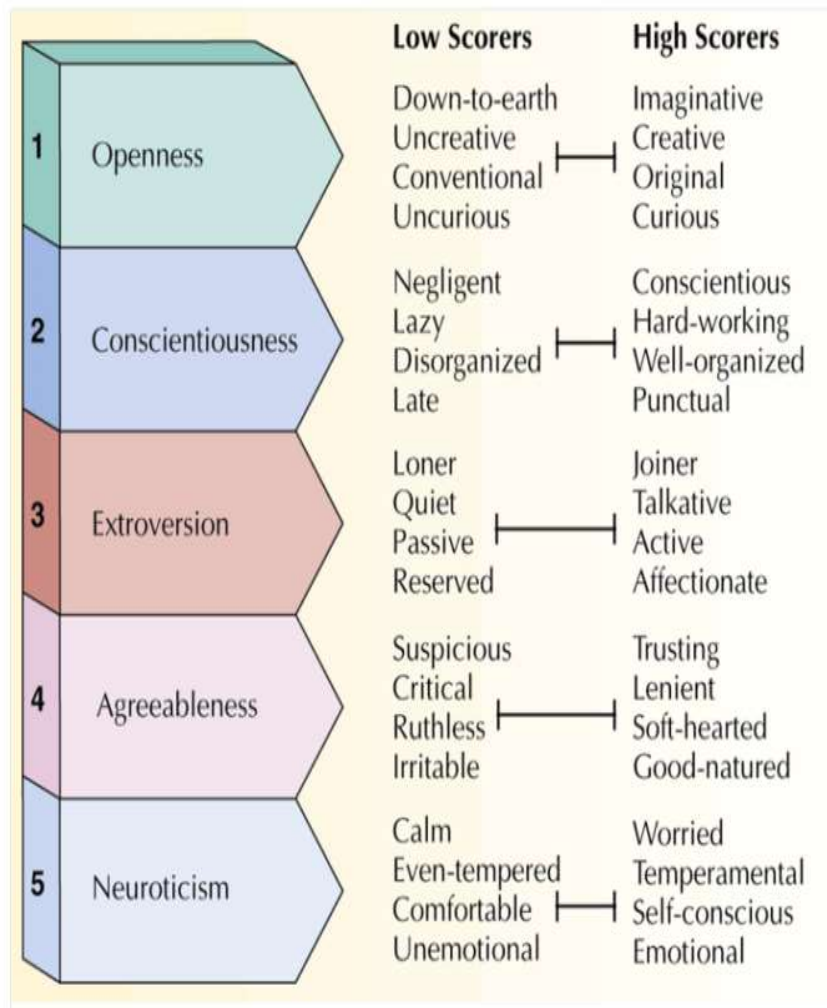 Low Scorers High Scorers
1 Openness
Down-to-earth Imaginative
Uncreative Creative
Conventional Original
Uncurious Curious
2 Conscientiousness
Negligent Conscientious
Lazy Hard-working
Disorganized Well-organized
Late Punctual
3 Extroversion
Loner Joiner
Quiet Talkative
Passive Active
Reserved Affectionate
4 Agreeableness
Suspicious Trusting
Critical Lenient
Ruthless Soft-hearted
Irritable Good-natured
5 Neuroticism
Calm Worried
Even-tempered Temperamental
Comfortable Self-conscious
Unemotional Emotional